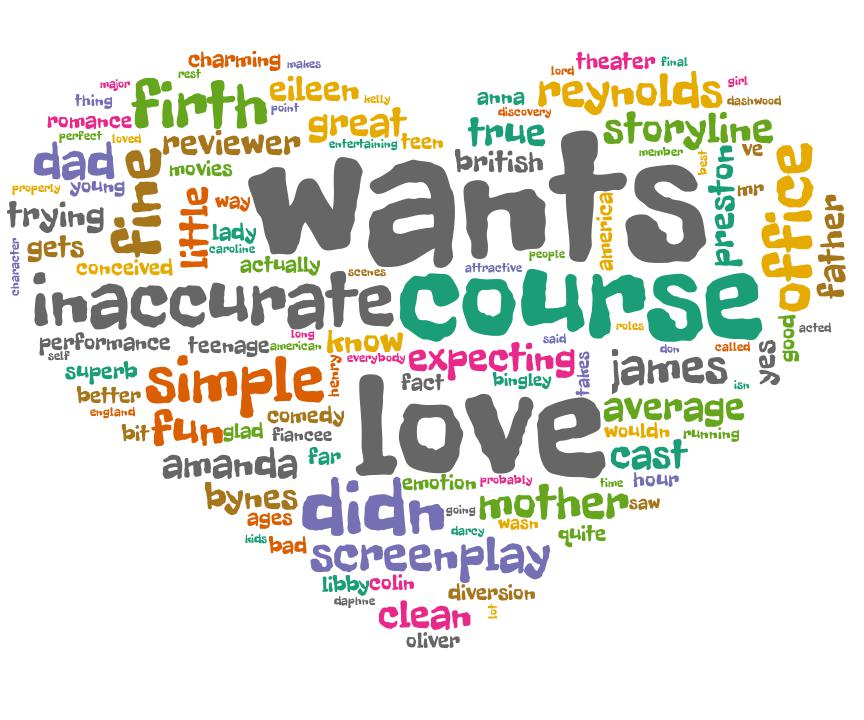 charming makes
theater final
rest
lord
major
firth
eileen
kelly
reynolds
girl
thing
point
anna
dashwood
romance
great
discovery
perfect
loved
reviewer
entertaining
teen
true
storyline
dad
fine
movies
wants
british
member
best
ve
properly
young
preston
mr
office
trying
little
way
america
father
lady
caroline
gets
character
conceived
actually
scenes
people
attractive
inaccurate
course
roles
good
acted
performance
self
teenage
long
american
know
everybody
said
expecting
don
called
yes
superb
simple
henry
fact
bingley
takes
james
isn
better
england
comedy
love
average
bit
fun
glad
fiancee
wouldn
running
amanda
far
cast
emotion
probably
time
hour
bynes
didn
going
mother
saw
ages
wasn
darcy
quite
kids
bad
screenplay
libby
colin
daphne
diversion
clean
lot
oliver